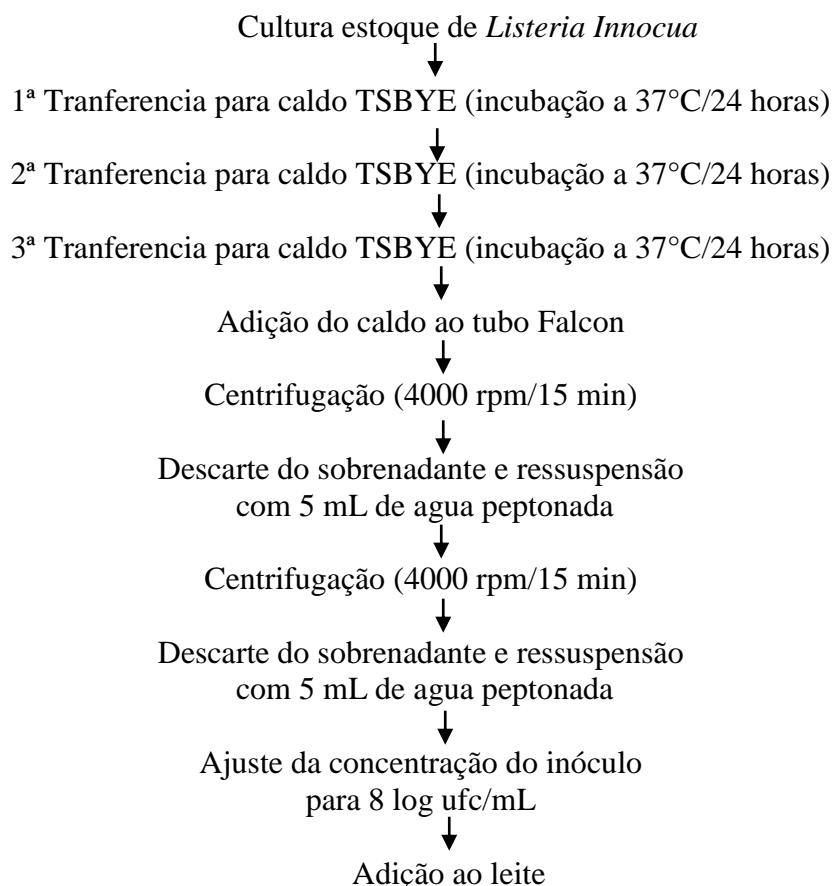 Cultura estoque de Listeria Innocua
1ª Tranferencia para caldo TSBYE (incubação a 37°C/24 horas)
2ª Tranferencia para caldo TSBYE (incubação a 37°C/24 horas)
3ª Tranferencia para caldo TSBYE (incubação a 37°C/24 horas)
Adição do caldo ao tubo Falcon
Centrifugação (4000 rpm/15 min)
Descarte do sobrenadante e ressuspensão
com 5 mL de agua peptonada
Centrifugação (4000 rpm/15 min)
Descarte do sobrenadante e ressuspensão
com 5 mL de agua peptonada
Ajuste da concentração do inóculo
para 8 log ufc/mL
Adição ao leite